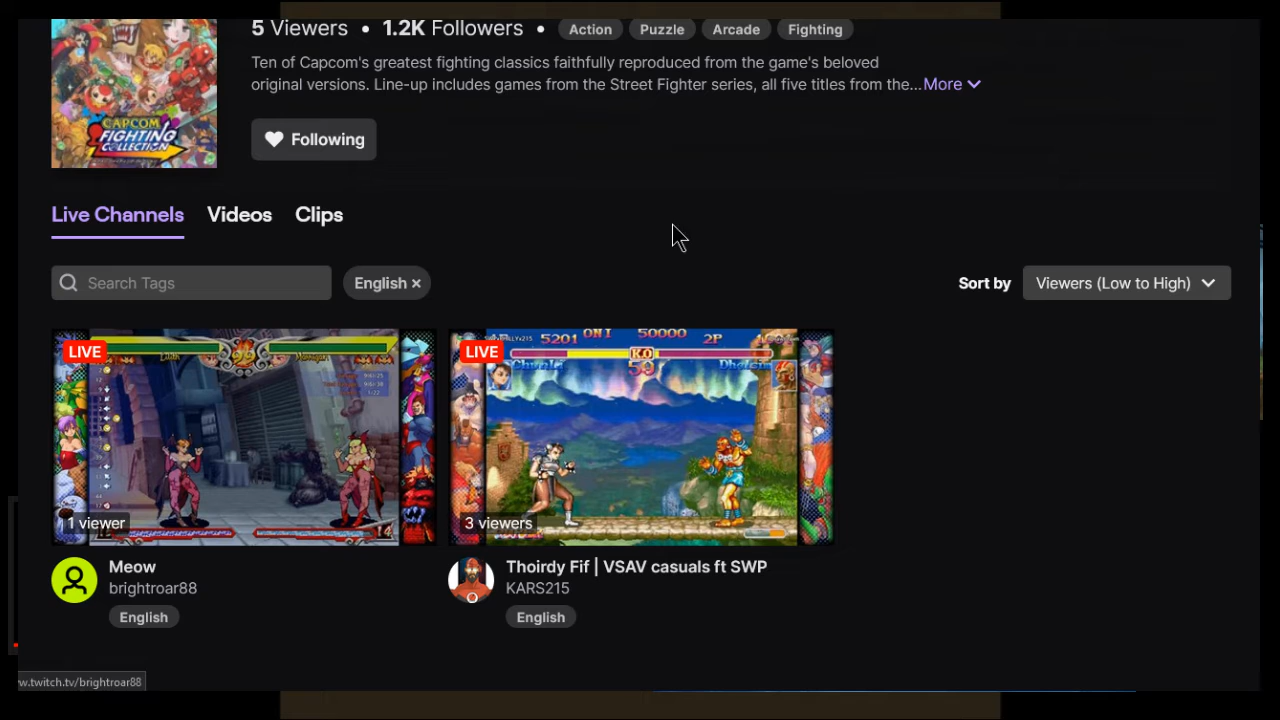 5 Viewers • 1.2K Followers • Action Puzzle Arcade Fighting
Ten of Capcom's greatest fighting classics faithfully reproduced from the game's beloved
original versions. Line-up includes games from the Street Fighter series, all five titles from the...More
CAPCOM
FIGHTING
COLLECTION
Following
Live Channels Videos Clips
Search Tags
English ×
Sort by Viewers (Low to High)
LIVE
Lilith
Morrigan
1 viewer
LIVE
5201 ONI 50000 2P
K.O
Dhalsim
3 viewers
Meow
brightroar88
English
Thoirdy Fif | VSAV casuals ft SWP
KARS215
English
w.twitch.tv/brightroar88